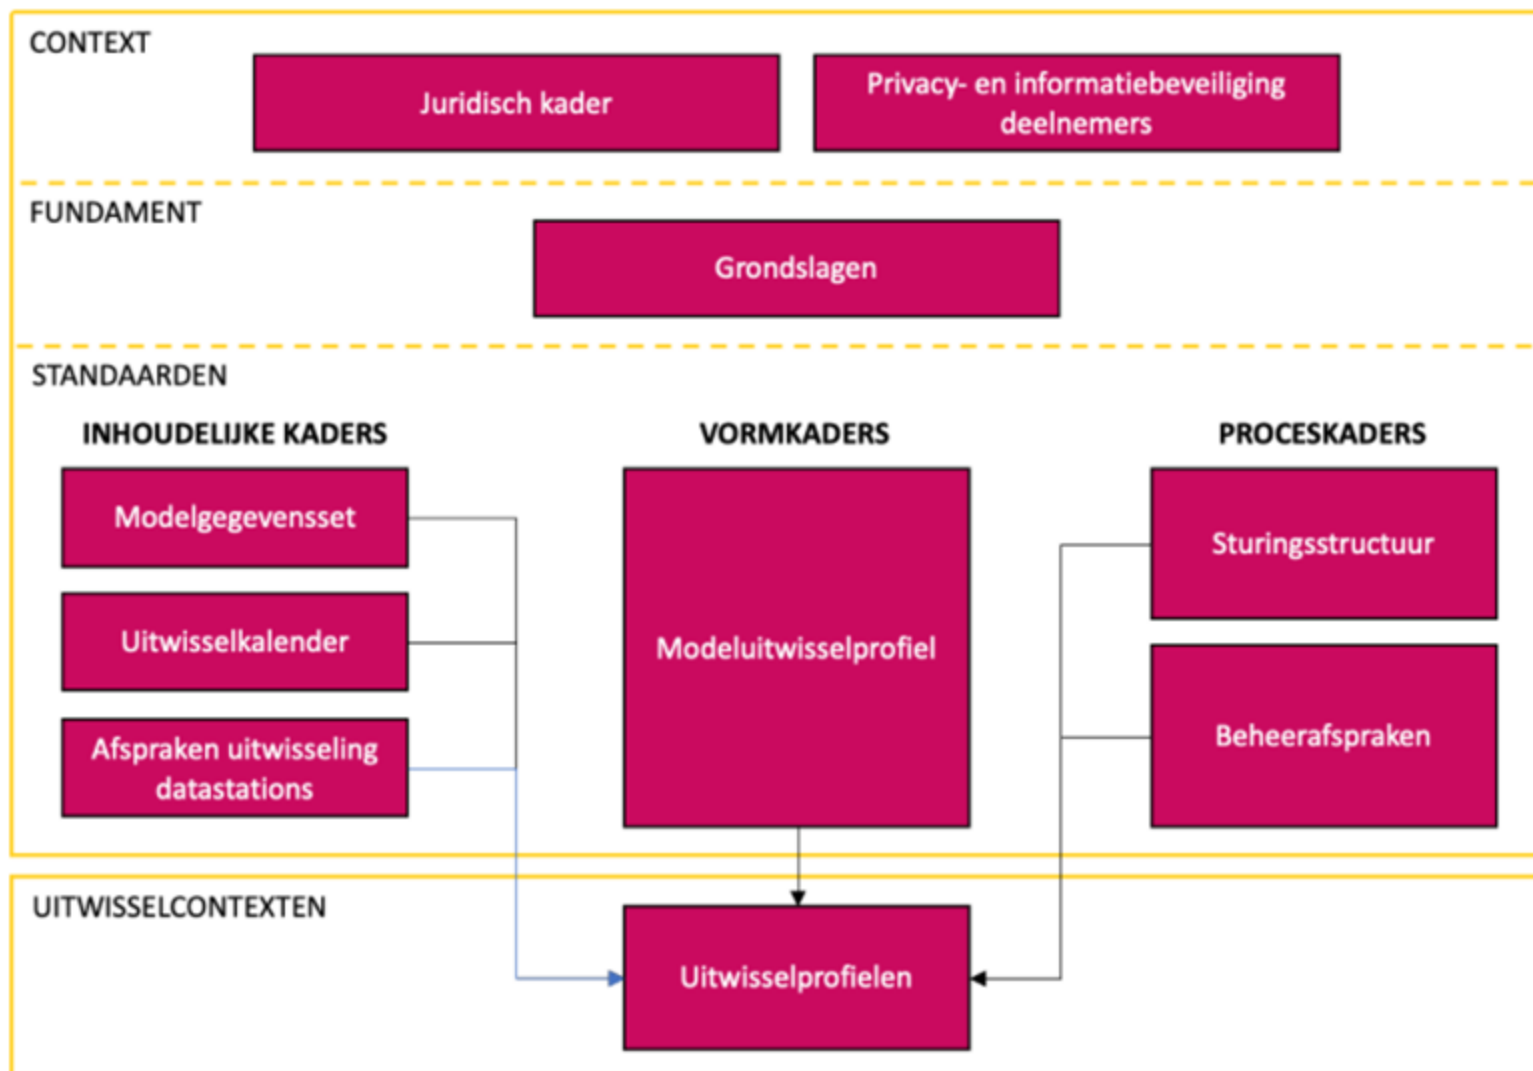 CONTEXT
Juridisch kader
Privacy- en informatiebeveiliging
deelnemers
FUNDAMENT
Grondslagen
STANDAARDEN
INHOUDELIJKE KADERS
VORMKADERS
PROCESKADERS
Modelgegevensset
Uitwisselkalender
Afspraken uitwisseling
datastations
Modeluitwisselprofiel
Sturingsstructuur
Beheerafspraken
UITWISSELCONTEXTEN
Uitwisselprofielen